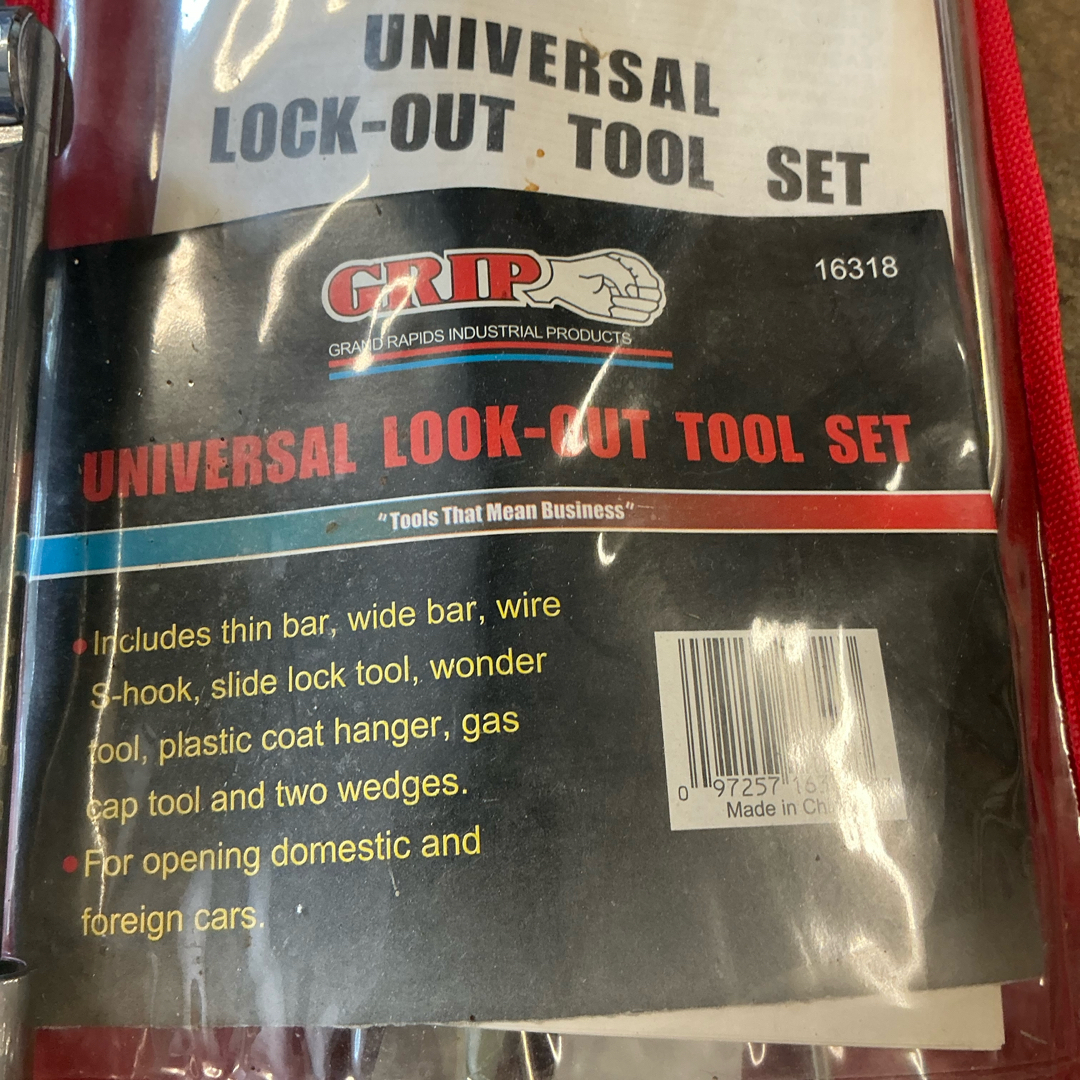 UNIVERSAL
LOCK-OUT TOOL SET
GRIP
16318
GRAND RAPIDS INDUSTRIAL PRODUCTS
UNIVERSAL LOOK-OUT TOOL SET
"Tools That Mean Business"
•Includes thin bar, wide bar, wire
S-hook, slide lock tool, wonder
tool, plastic coat hanger, gas
cap tool and two wedges.
•For opening domestic and
foreign cars.
0 97257
Made in